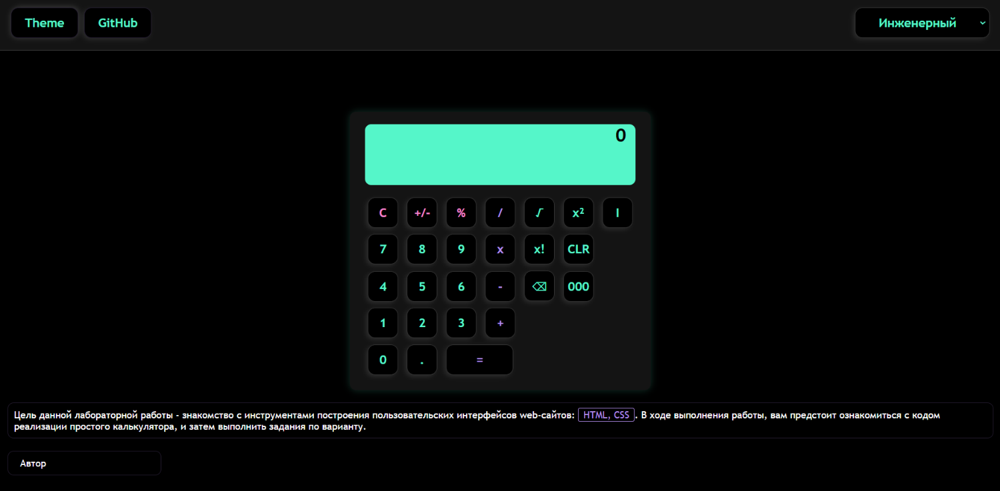 Theme GitHub Инженерный
0
C +/- % / √ x² |
7 8 9 x x! CLR
4 5 6 - ⌫ 000
1 2 3 +
0 . =
Цель данной лабораторной работы - знакомство с инструментами построения пользовательских интерфейсов web-сайтов: HTML, CSS. В ходе выполнения работы, вам предстоит ознакомиться с кодом
реализации простого калькулятора, и затем выполнить задания по варианту.
Автор